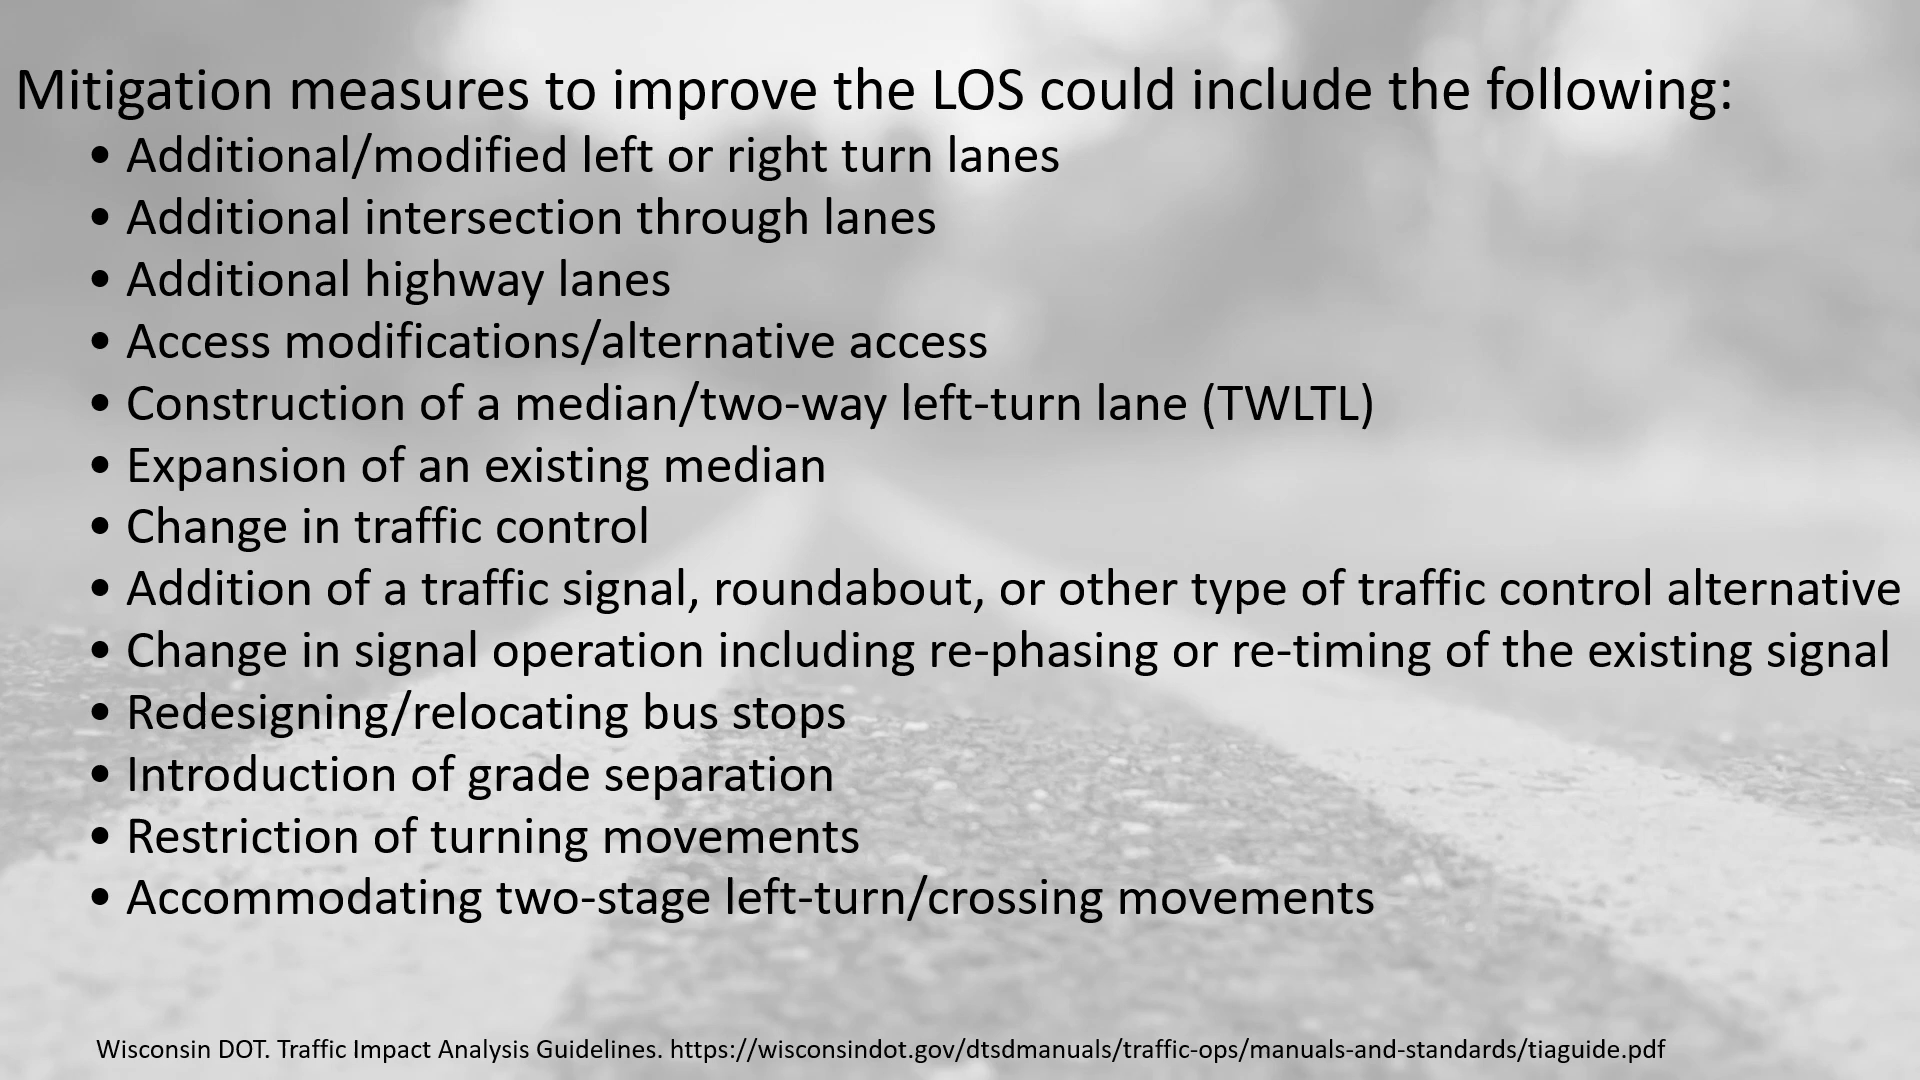 Mitigation measures to improve the LOS could include the following:
• Additional/modified left or right turn lanes
• Additional intersection through lanes
• Additional highway lanes
• Access modifications/alternative access
• Construction of a median/two-way left-turn lane (TWLTL)
• Expansion of an existing median
• Change in traffic control
• Addition of a traffic signal, roundabout, or other type of traffic control alternative
• Change in signal operation including re-phasing or re-timing of the existing signal
• Redesigning/relocating bus stops
• Introduction of grade separation
• Restriction of turning movements
• Accommodating two-stage left-turn/crossing movements
Wisconsin DOT. Traffic Impact Analysis Guidelines. https://wisconsindot.gov/dtsdmanuals/traffic-ops/manuals-and-standards/tiaguide.pdf